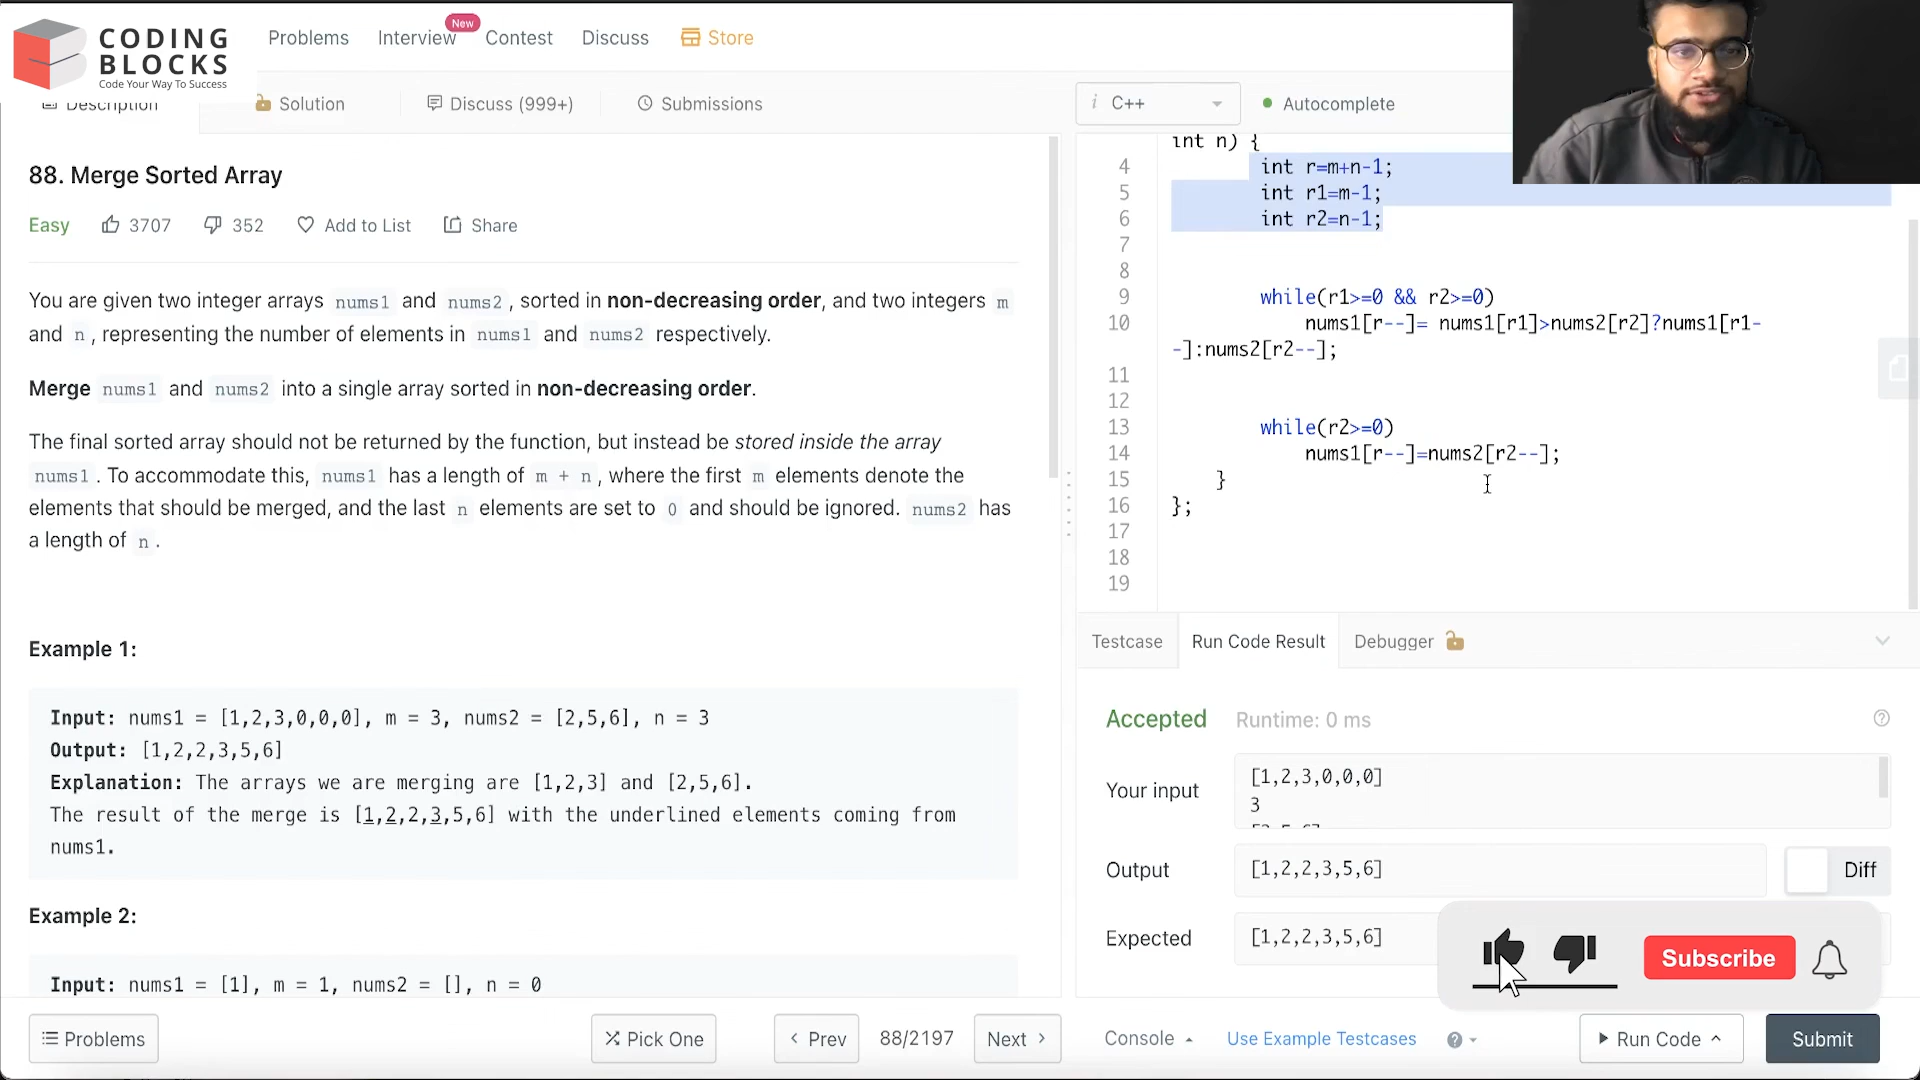 CODING
BLOCKS
Code Your Way To Success
Problems
Interview
New
Contest
Discuss
Store
Description
Solution
Discuss (999+)
Submissions
88. Merge Sorted Array
Easy
3707
352
Add to List
Share
You are given two integer arrays nums1 and nums2, sorted in non-decreasing order, and two integers m
and n, representing the number of elements in nums1 and nums2 respectively.
Merge nums1 and nums2 into a single array sorted in non-decreasing order.
The final sorted array should not be returned by the function, but instead be stored inside the array
nums1. To accommodate this, nums1 has a length of m + n, where the first m elements denote the
elements that should be merged, and the last n elements are set to 0 and should be ignored. nums2 has
a length of n.
Example 1:
Input: nums1 = [1,2,3,0,0,0], m = 3, nums2 = [2,5,6], n = 3
Output: [1,2,2,3,5,6]
Explanation: The arrays we are merging are [1,2,3] and [2,5,6].
The result of the merge is [1,2,2,3,5,6] with the underlined elements coming from
nums1.
Example 2:
Input: nums1 = [1], m = 1, nums2 = [], n = 0
Problems
Pick One
Prev
88/2197
Next
i C++
Autocomplete
int n) {
4 int r=m+n-1;
5 int r1=m-1;
6 int r2=n-1;
7
8
9 while(r1>=0 && r2>=0)
10 nums1[r--]= nums1[r1]>nums2[r2]?nums1[r1-
-]:nums2[r2--];
11
12
13 while(r2>=0)
14 nums1[r--]=nums2[r2--];
15 }
16 };
17
18
19
Testcase
Run Code Result
Debugger
Accepted
Runtime: 0 ms
Your input
[1,2,3,0,0,0]
3
[2,5,6]
Output
[1,2,2,3,5,6]
Diff
Expected
[1,2,2,3,5,6]
Subscribe
Console
Use Example Testcases
Run Code
Submit